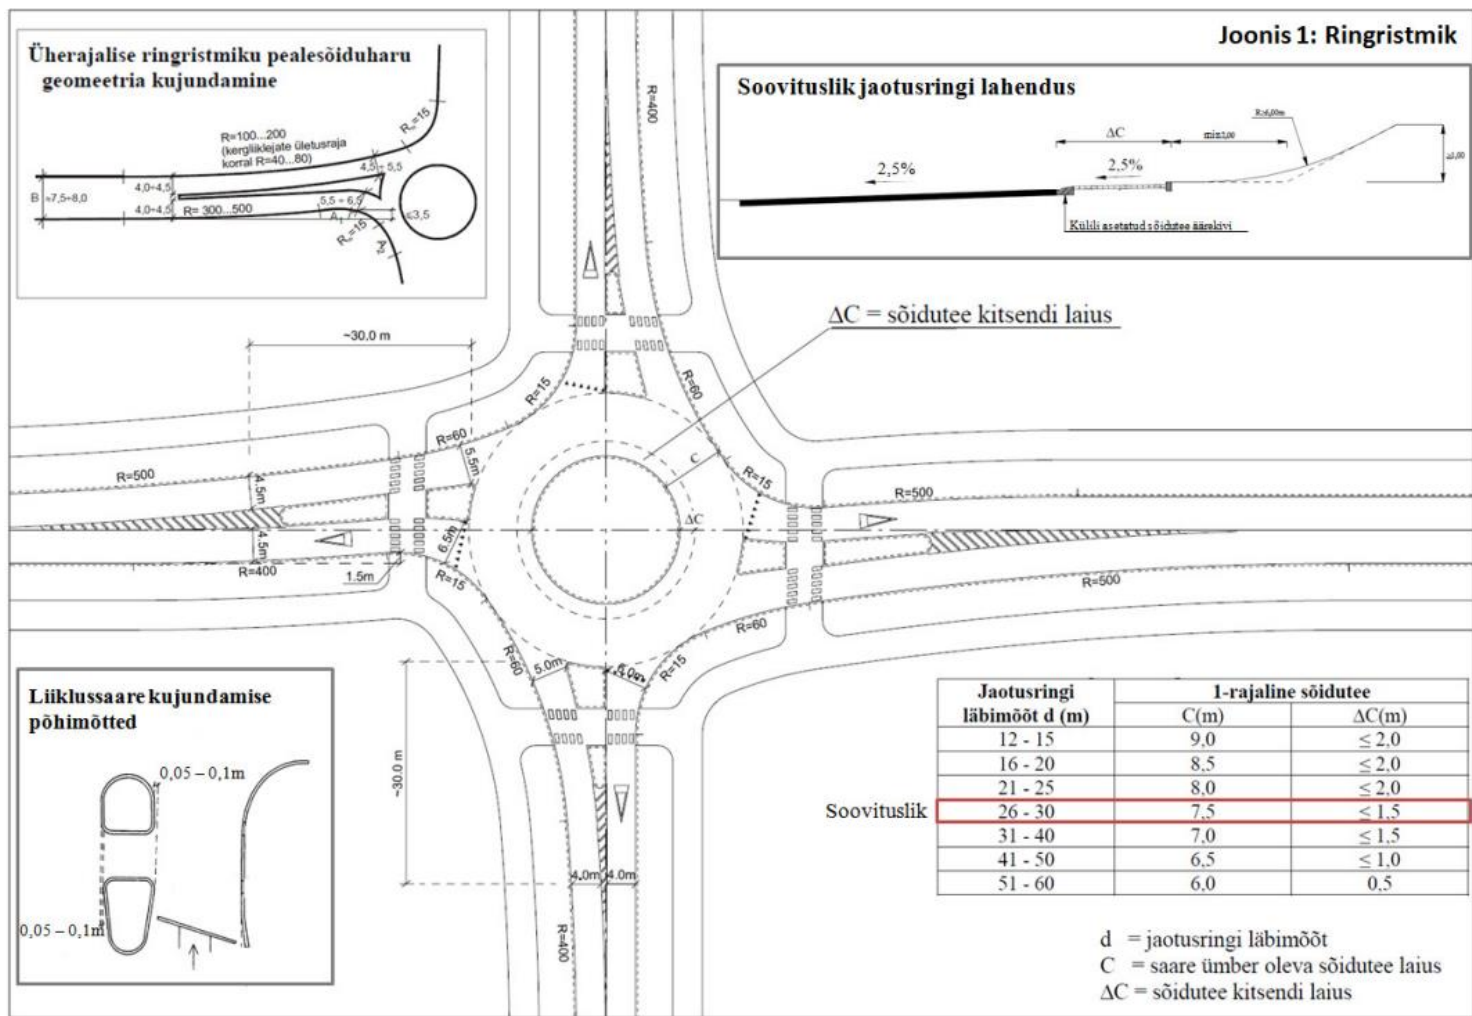 Joonis 1: Ringristmik
Üherajalise ringristmiku pealesõiduharu
geomeetria kujundamine
R=100...200
(kergliiklejate ületusraja
korral R=40...80)
4,5 ÷ 5,5
4,0÷4,5
B =7,5÷8,0
4,0÷4,5
R= 300...500
5,5 ÷ 6,5
A₁
A₂
≤3,5
Soovituslik jaotusringi lahendus
2,5%
2,5%
ΔC
Külili asetatud sõidutee äärekivi
ΔC = sõidutee kitsendi laius
R=400
~30.0 m
R=15
R=60
R=60
R=500
4.5m
5.5m
C
ΔC
R=15
R=500
4.5m
6.5m
R=400
1.5m
R=15
R=500
R=60
R=60
5.0m
R=15
~30.0 m
4.0m
4.0m
R=400
Liiklussaare kujundamise
põhimõtted
0,05 – 0,1m
0,05 – 0,1m
Jaotusringi
läbimõõt d (m)
1-rajaline sõidutee
C(m) ΔC(m)
12 - 15 9,0 ≤ 2,0
16 - 20 8,5 ≤ 2,0
21 - 25 8,0 ≤ 2,0
Soovituslik 26 - 30 7,5 ≤ 1,5
31 - 40 7,0 ≤ 1,5
41 - 50 6,5 ≤ 1,0
51 - 60 6,0 0,5
d = jaotusringi läbimõõt
C = saare ümber oleva sõidutee laius
ΔC = sõidutee kitsendi laius